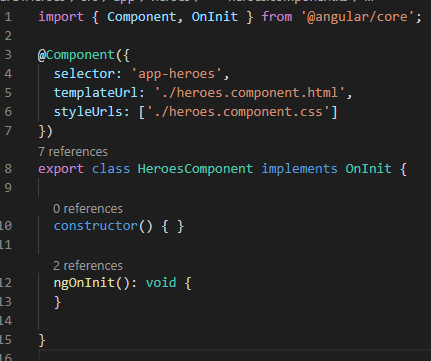 1 import { Component, OnInit } from '@angular/core';
2
3 @Component({
4   selector: 'app-heroes',
5   templateUrl: './heroes.component.html',
6   styleUrls: ['./heroes.component.css']
7 })
7 references
8 export class HeroesComponent implements OnInit {
9
0 references
10   constructor() { }
11
2 references
12   ngOnInit(): void {
13   }
14
15 }
16